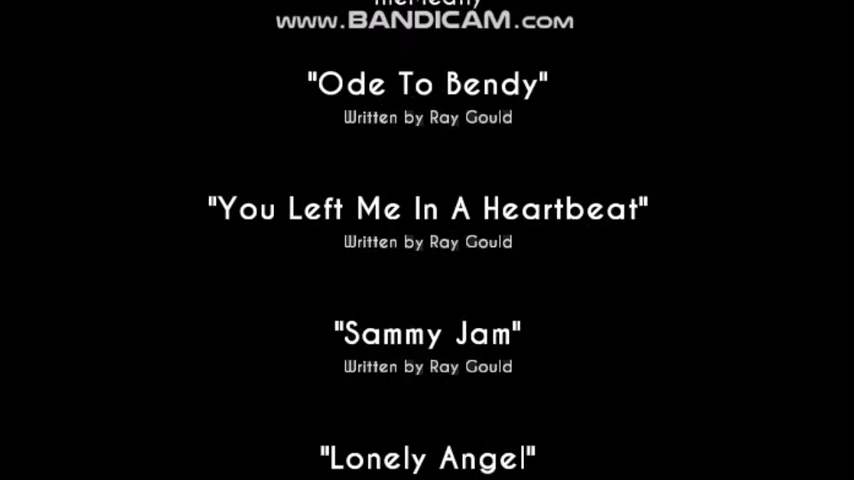 theMeatly
www.BANDICAM.com
"Ode To Bendy"
Written by Ray Gould
"You Left Me In A Heartbeat"
Written by Ray Gould
"Sammy Jam"
Written by Ray Gould
"Lonely Angel"